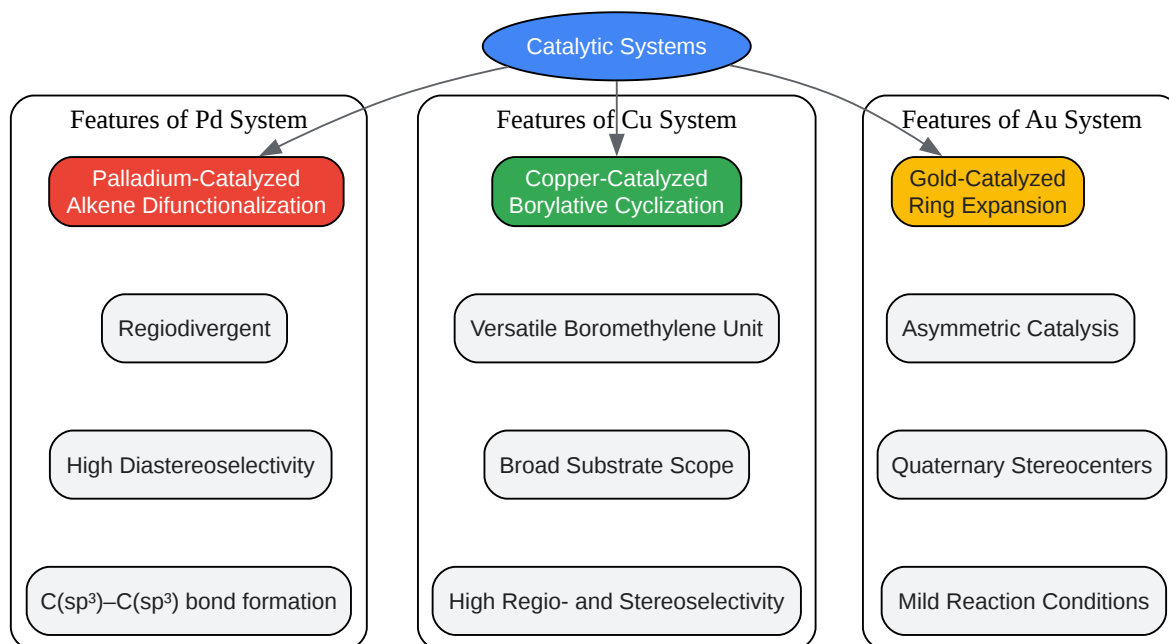 Catalytic Systems
Features of Pd System
Palladium-Catalyzed
Alkene Difunctionalization
Regiodivergent
High Diastereoselectivity
C(sp³)–C(sp³) bond formation
Features of Cu System
Copper-Catalyzed
Borylative Cyclization
Versatile Boromethylene Unit
Broad Substrate Scope
High Regio- and Stereoselectivity
Features of Au System
Gold-Catalyzed
Ring Expansion
Asymmetric Catalysis
Quaternary Stereocenters
Mild Reaction Conditions